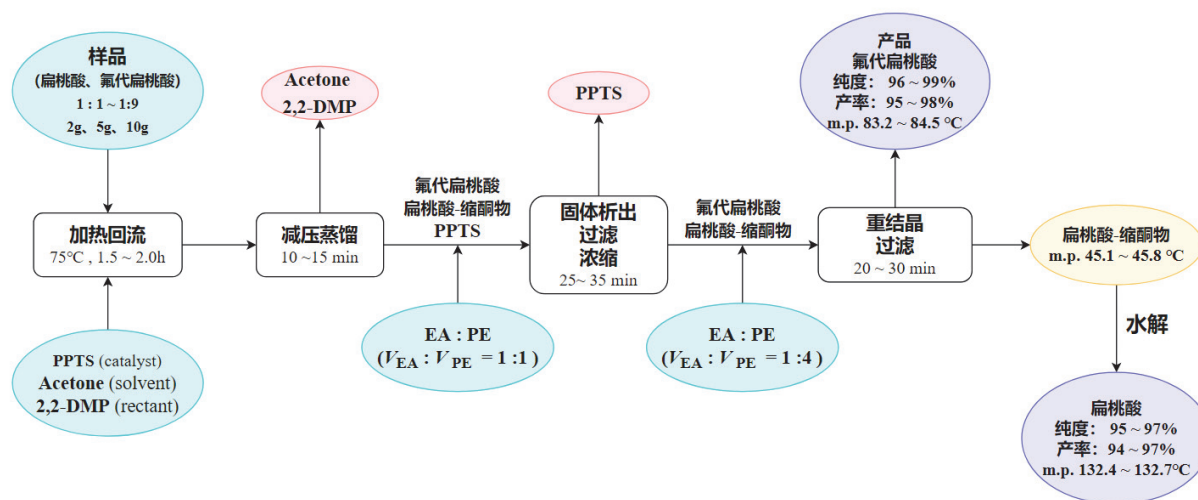 样品
(扁桃酸、氟代扁桃酸)
1 : 1 ~ 1:9
2g、5g、10g
加热回流
75℃ , 1.5 ~ 2.0h
PPTS (catalyst)
Acetone (solvent)
2,2-DMP (rectant)
Acetone
2,2-DMP
减压蒸馏
10 ~15 min
氟代扁桃酸
扁桃酸-缩酮物
PPTS
EA : PE
(VEA : VPE = 1 :1 )
PPTS
固体析出
过滤
浓缩
25~ 35 min
氟代扁桃酸
扁桃酸-缩酮物
EA : PE
(VEA : VPE = 1 :4)
产品
氟代扁桃酸
纯度: 96 ~ 99%
产率: 95 ~ 98%
m.p. 83.2 ~ 84.5 ℃
重结晶
过滤
20 ~ 30 min
扁桃酸-缩酮物
m.p. 45.1 ~ 45.8 ℃
水解
扁桃酸
纯度: 95 ~ 97%
产率: 94 ~ 97%
m.p. 132.4 ~ 132.7℃